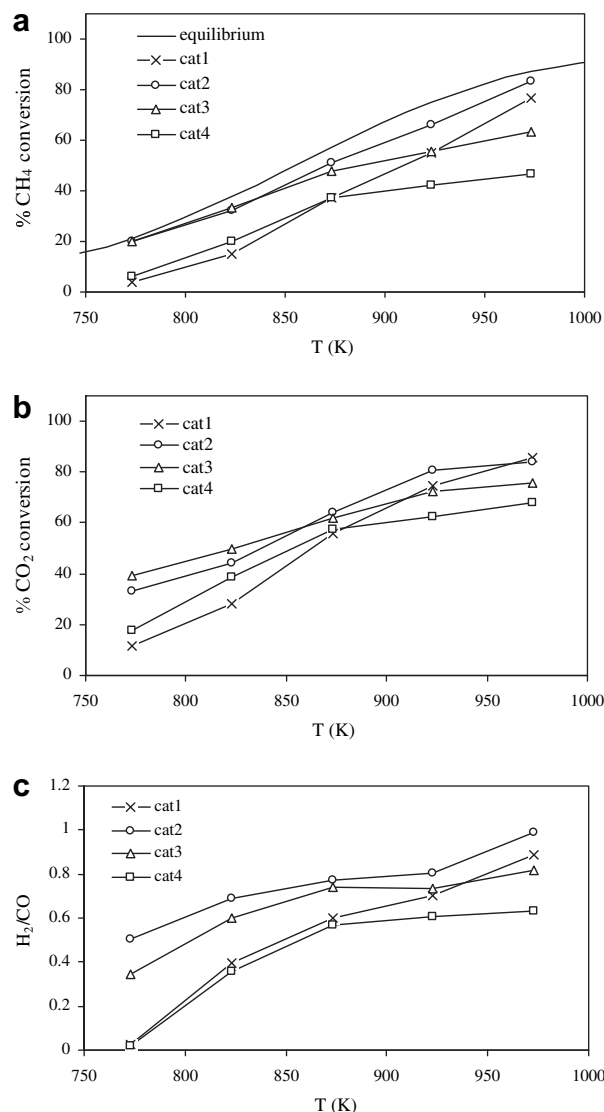 a
100
80
60
40
20
0
% CH₄ conversion
equilibrium
cat1
cat2
cat3
cat4
750 800 850 900 950 1000
T (K)
b
100
80
60
40
20
0
% CO₂ conversion
cat1
cat2
cat3
cat4
750 800 850 900 950 1000
T (K)
c
1.2
1
0.8
0.6
0.4
0.2
0
H₂/CO
cat1
cat2
cat3
cat4
750 800 850 900 950 1000
T (K)